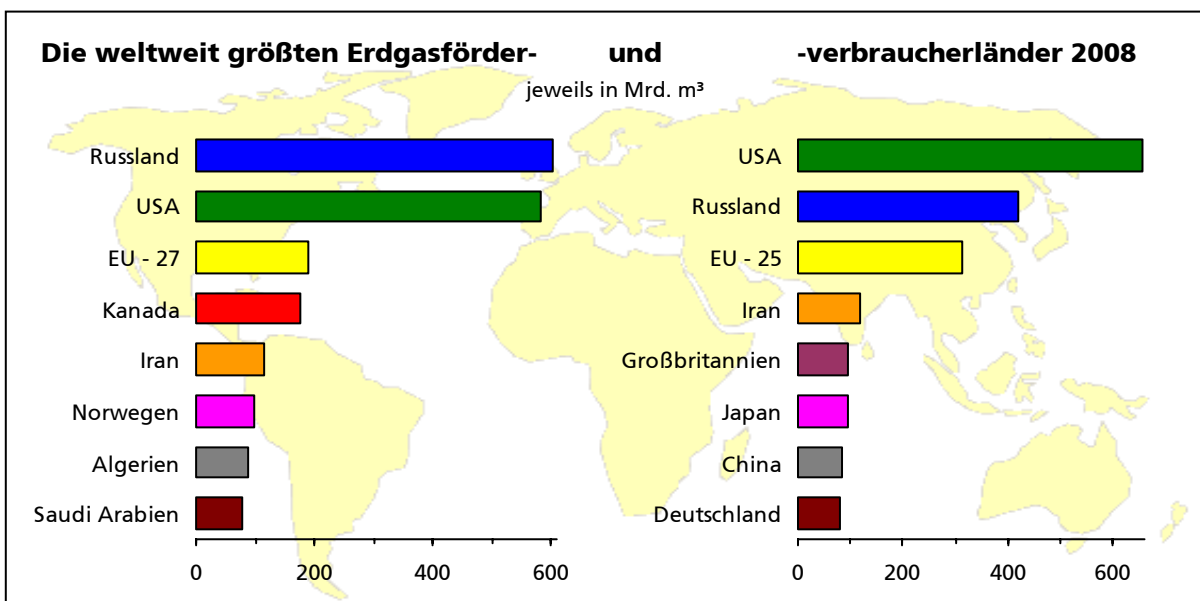 Die weltweit größten Erdgasförder- und -verbraucherländer 2008
jeweils in Mrd. m³
Russland
USA
EU - 27
Kanada
Iran
Norwegen
Algerien
Saudi Arabien
0 200 400 600
USA
Russland
EU - 25
Iran
Großbritannien
Japan
China
Deutschland
0 200 400 600